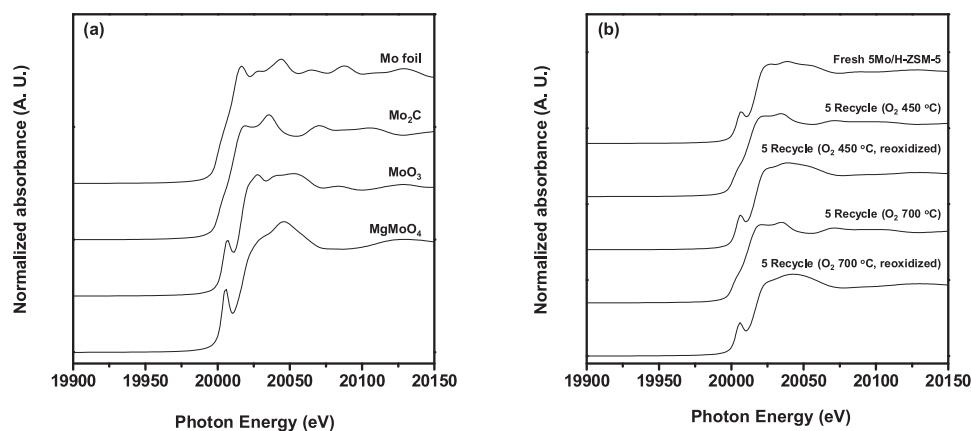 (a)
Mo foil
Mo₂C
MoO₃
MgMoO₄
Normalized absorbance (A. U.)
19900 19950 20000 20050 20100 20150
Photon Energy (eV)
(b)
Fresh 5Mo/H-ZSM-5
5 Recycle (O₂ 450 °C)
5 Recycle (O₂ 450 °C, reoxidized)
5 Recycle (O₂ 700 °C)
5 Recycle (O₂ 700 °C, reoxidized)
Normalized absorbance (A. U.)
19900 19950 20000 20050 20100 20150
Photon Energy (eV)